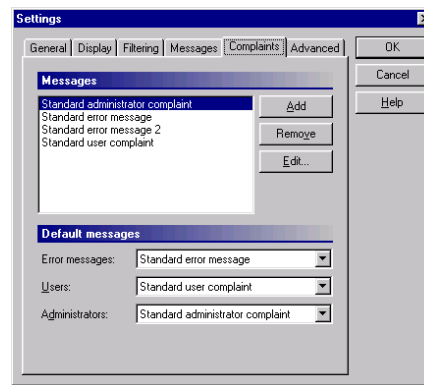 Settings
General Display Filtering Messages Complaints Advanced
OK
Cancel
Help
Messages
Standard administrator complaint
Standard error message
Standard error message 2
Standard user complaint
Add
Remove
Edit...
Default messages
Error messages: Standard error message
Users: Standard user complaint
Administrators: Standard administrator complaint